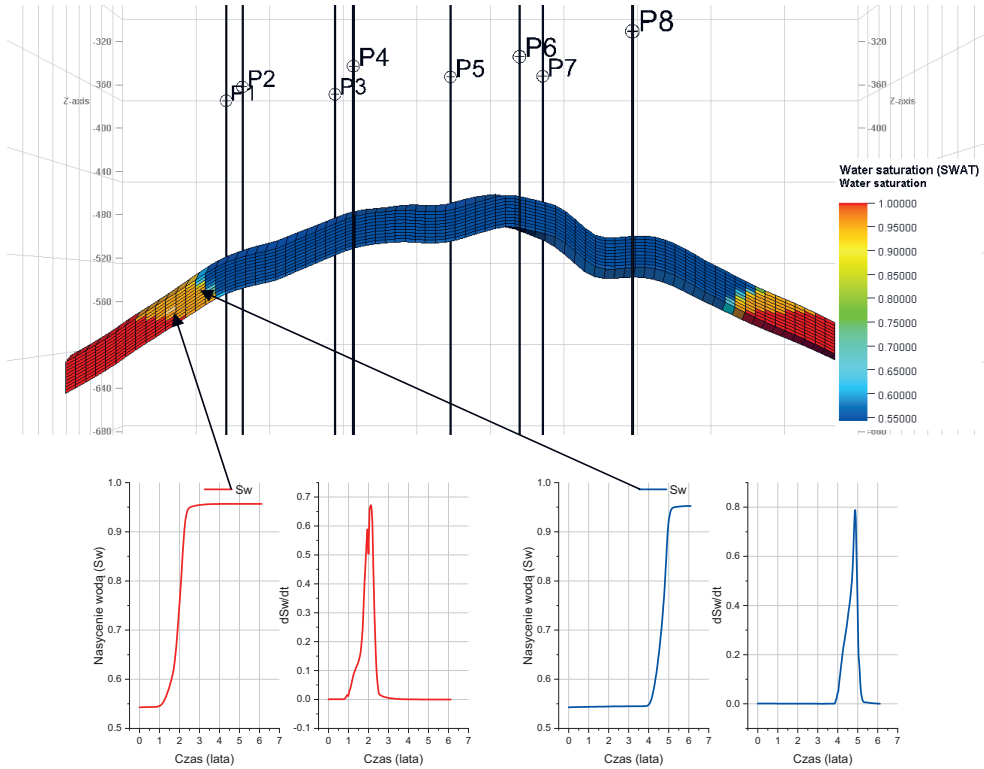 P8
P6
P4
P7
P5
P2
P3
P1
-320
-360
Z-axis
-400
-440
-480
-520
-560
-640
-680
-320
-360
Z-axis
-400
Water saturation (SWAT)
Water saturation
1.00000
0.95000
0.90000
0.85000
0.80000
0.75000
0.70000
0.65000
0.60000
0.55000
Sw
1.0
0.9
0.8
0.7
0.6
0.5
Nasycenie wodą (Sw)
0 1 2 3 4 5 6 7
Czas (lata)
0.7
0.6
0.5
0.4
0.3
0.2
0.1
0.0
-0.1
dSw/dt
0 1 2 3 4 5 6 7
Czas (lata)
Sw
1.0
0.9
0.8
0.7
0.6
0.5
Nasycenie wodą (Sw)
0 1 2 3 4 5 6 7
Czas (lata)
0.8
0.6
0.4
0.2
0.0
dSw/dt
0 1 2 3 4 5 6 7
Czas (lata)